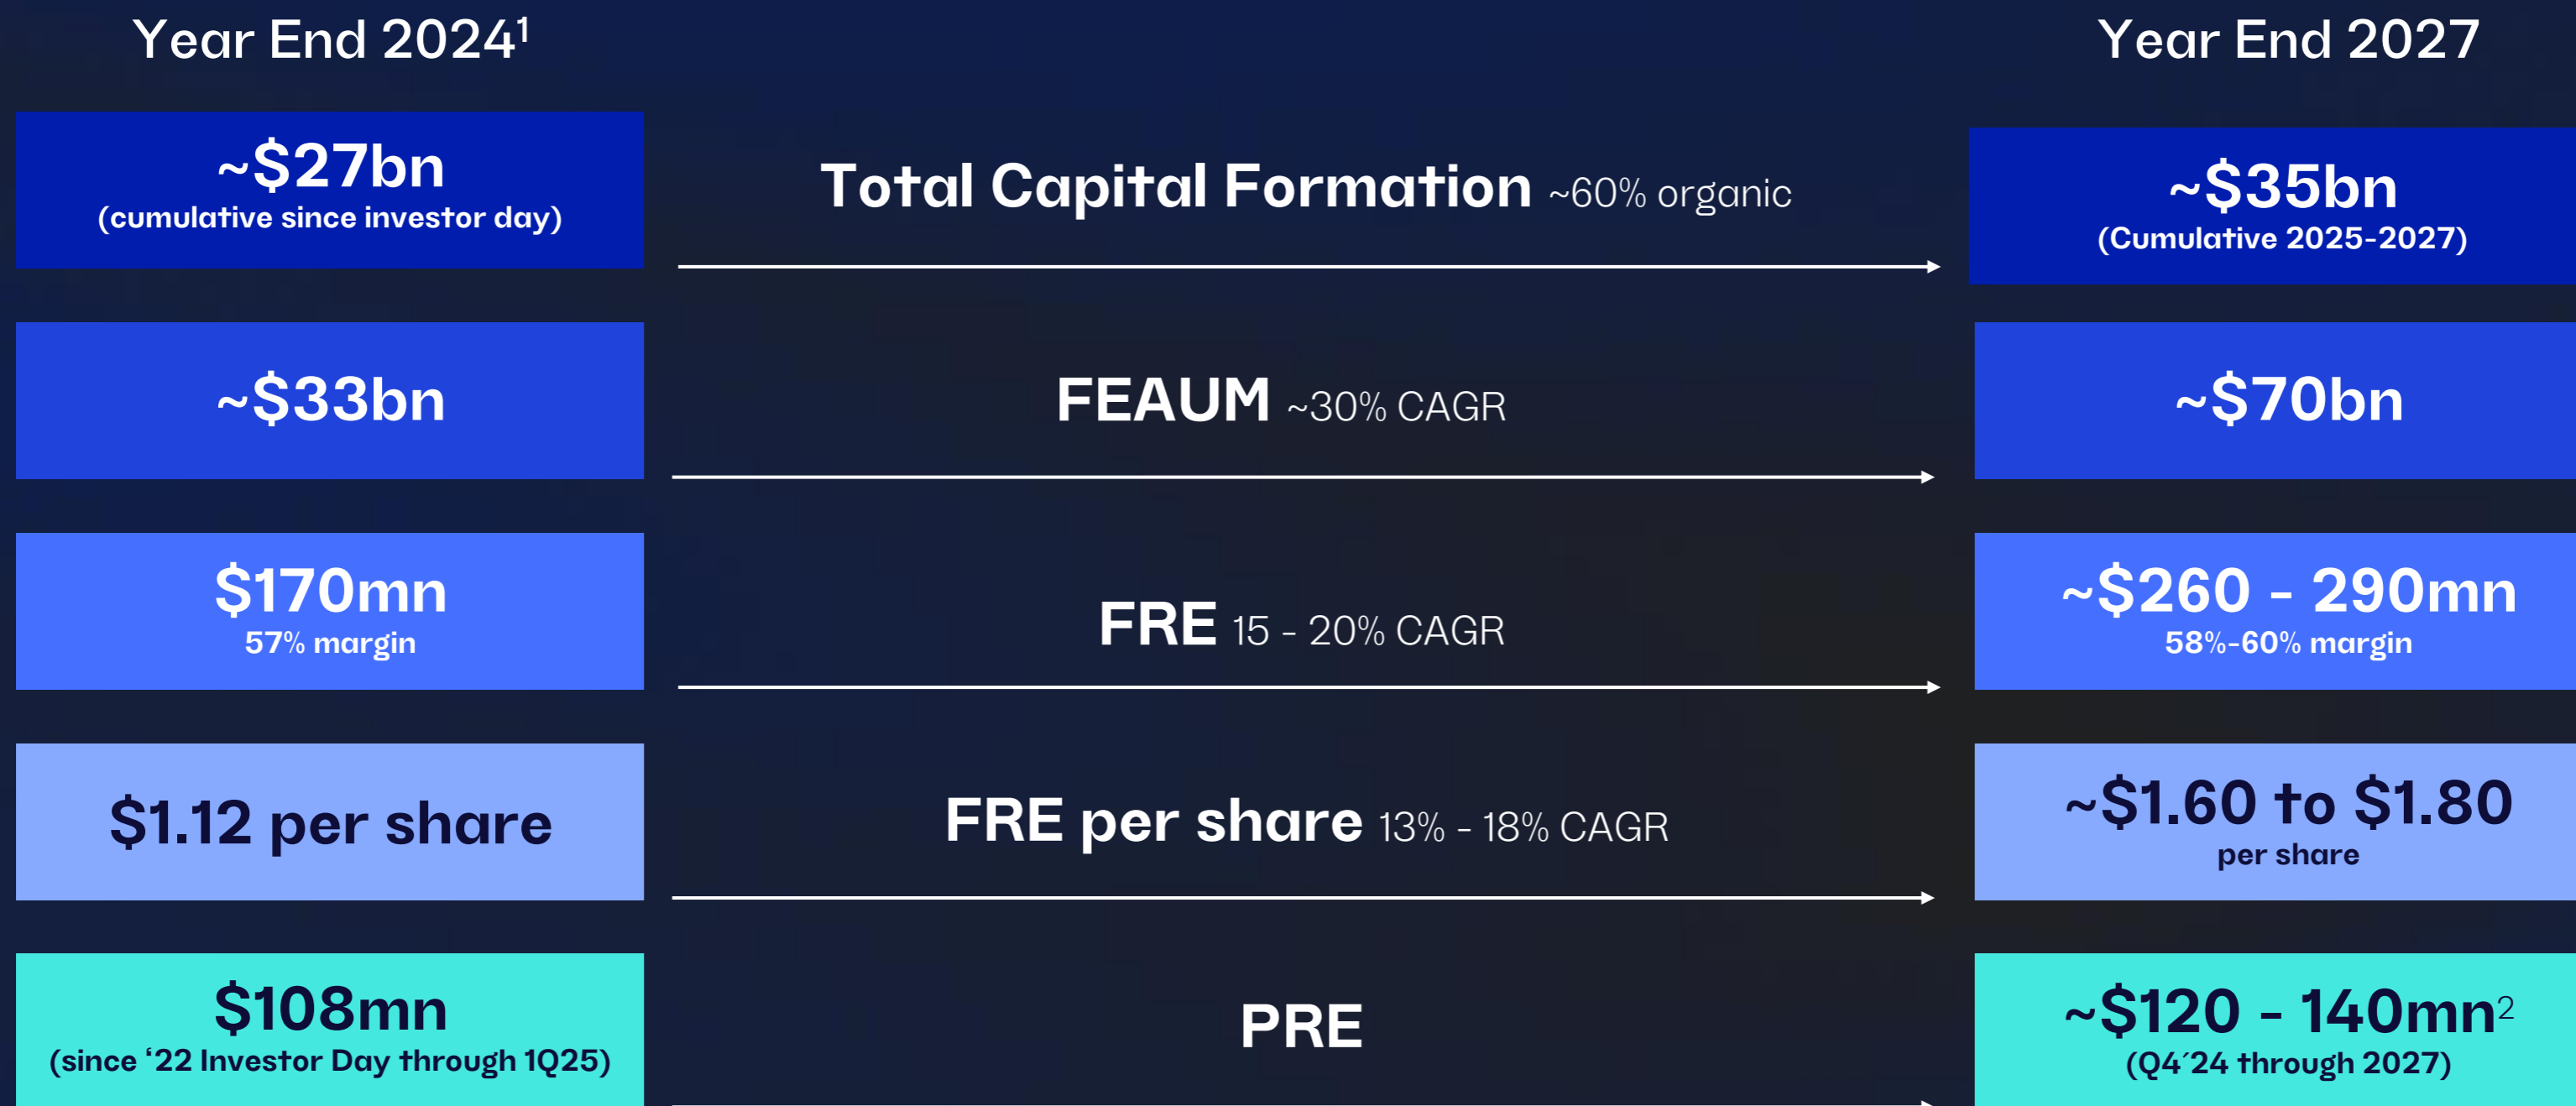 Year End 2024¹
Year End 2027
~$27bn
(cumulative since investor day)
Total Capital Formation ~60% organic
~$35bn
(Cumulative 2025-2027)
~$33bn
FEAUM ~30% CAGR
~$70bn
$170mn
57% margin
FRE 15 - 20% CAGR
~$260 - 290mn
58%-60% margin
$1.12 per share
FRE per share 13% - 18% CAGR
~$1.60 to $1.80
per share
$108mn
(since ‘22 Investor Day through 1Q25)
PRE
~$120 - 140mn²
(Q4´24 through 2027)